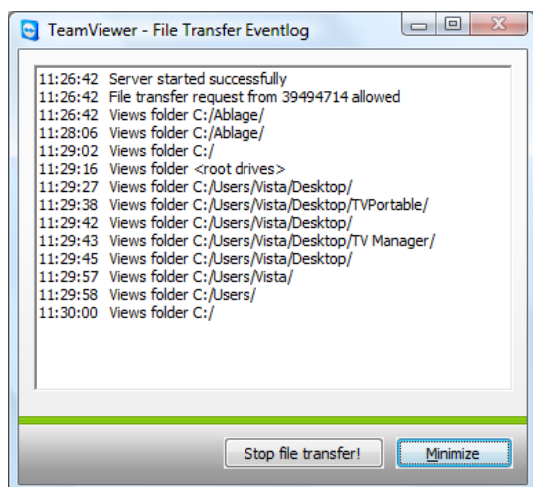 TeamViewer - File Transfer Eventlog
11:26:42 Server started successfully
11:26:42 File transfer request from 39494714 allowed
11:26:42 Views folder C:/Ablage/
11:28:06 Views folder C:/Ablage/
11:29:02 Views folder C:/
11:29:16 Views folder <root drives>
11:29:27 Views folder C:/Users/Vista/Desktop/
11:29:38 Views folder C:/Users/Vista/Desktop/TVPortable/
11:29:42 Views folder C:/Users/Vista/Desktop/
11:29:43 Views folder C:/Users/Vista/Desktop/TV Manager/
11:29:45 Views folder C:/Users/Vista/Desktop/
11:29:57 Views folder C:/Users/Vista/
11:29:58 Views folder C:/Users/
11:30:00 Views folder C:/
Stop file transfer! Minimize